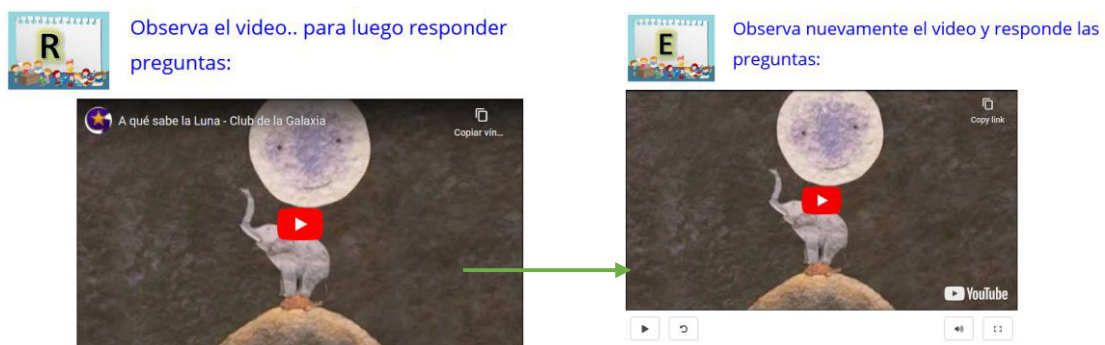 R
Observa el video.. para luego responder
preguntas:
A qué sabe la Luna - Club de la Galaxia
Copiar vín...
E
Observa nuevamente el video y responde las
preguntas:
Copy link
YouTube